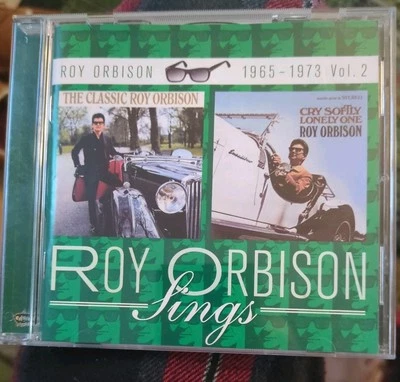 ROY ORBISON 1965-1973 Vol. 2
THE CLASSIC ROY ORBISON
CRY SOFTLY
LONELY ONE
ROY ORBISON
ROY ORBISON
Sings